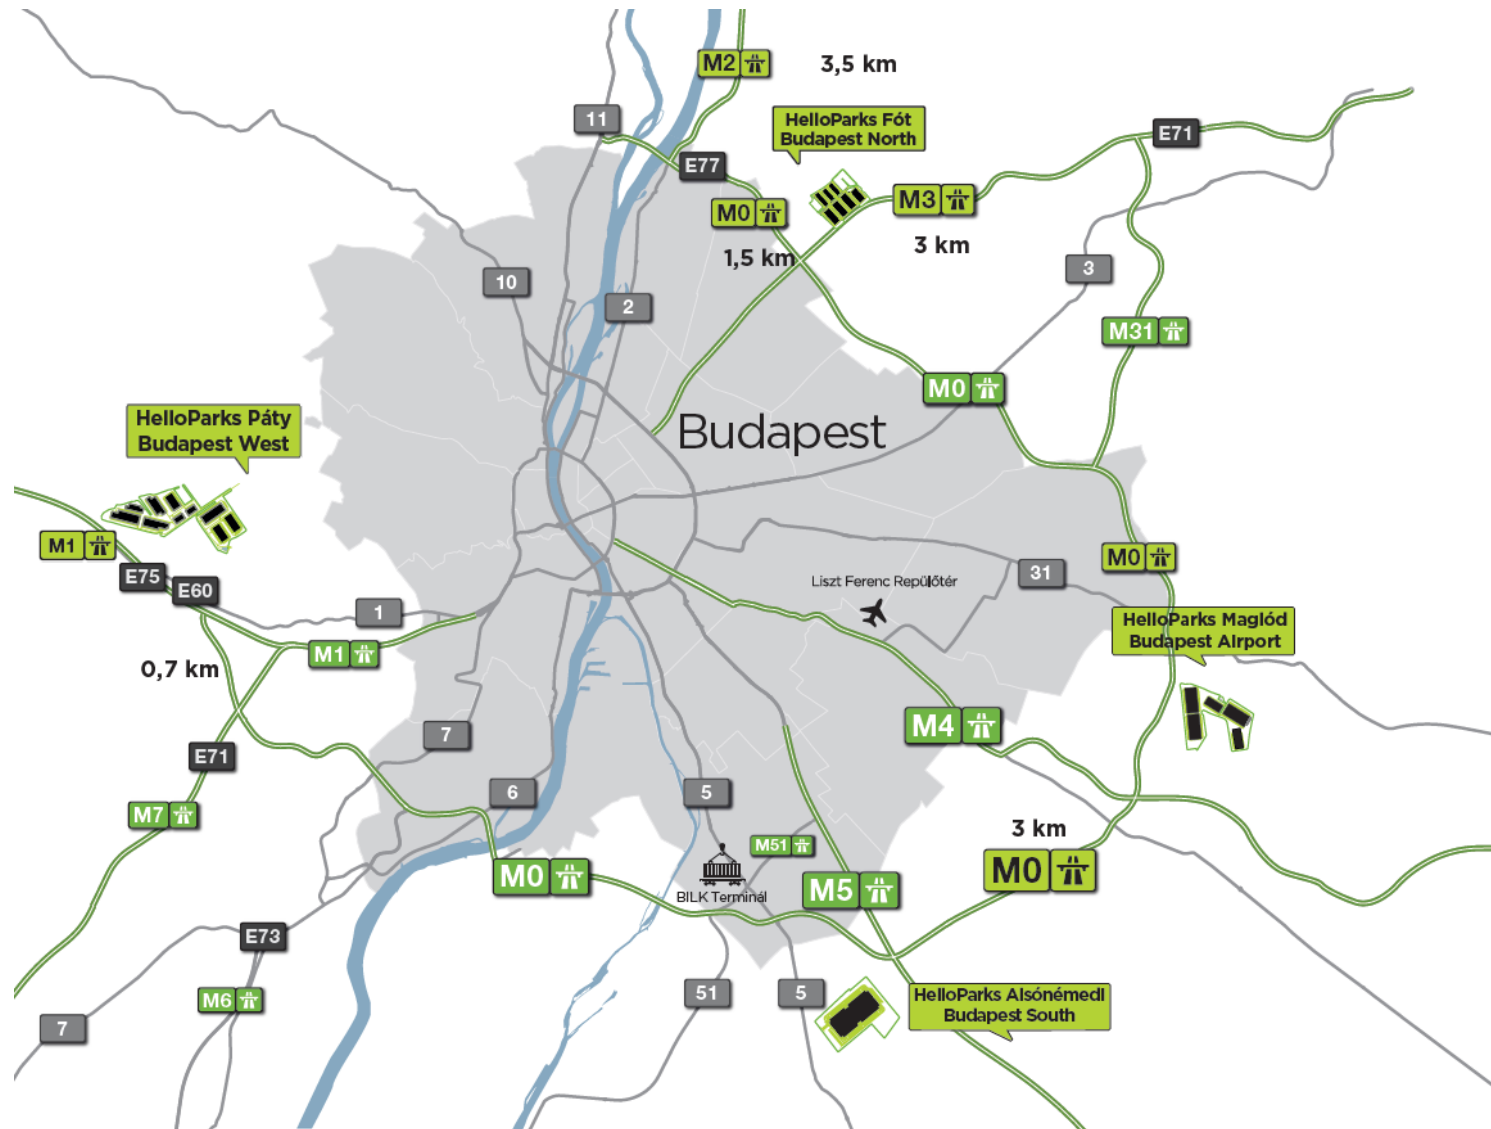 M2
3,5 km
11
HelloParks Fót
Budapest North
E71
E77
M0
M3
1,5 km
3 km
10
2
3
M31
M0
HelloParks Páty
Budapest West
Budapest
M1
E75
E60
1
M1
0,7 km
Liszt Ferenc Repülőtér
31
M0
HelloParks Maglód
Budapest Airport
7
E71
M7
M4
6
5
M51
3 km
M0
M0
BILK Terminál
M5
E73
M6
7
51
5
HelloParks Alsónémedi
Budapest South